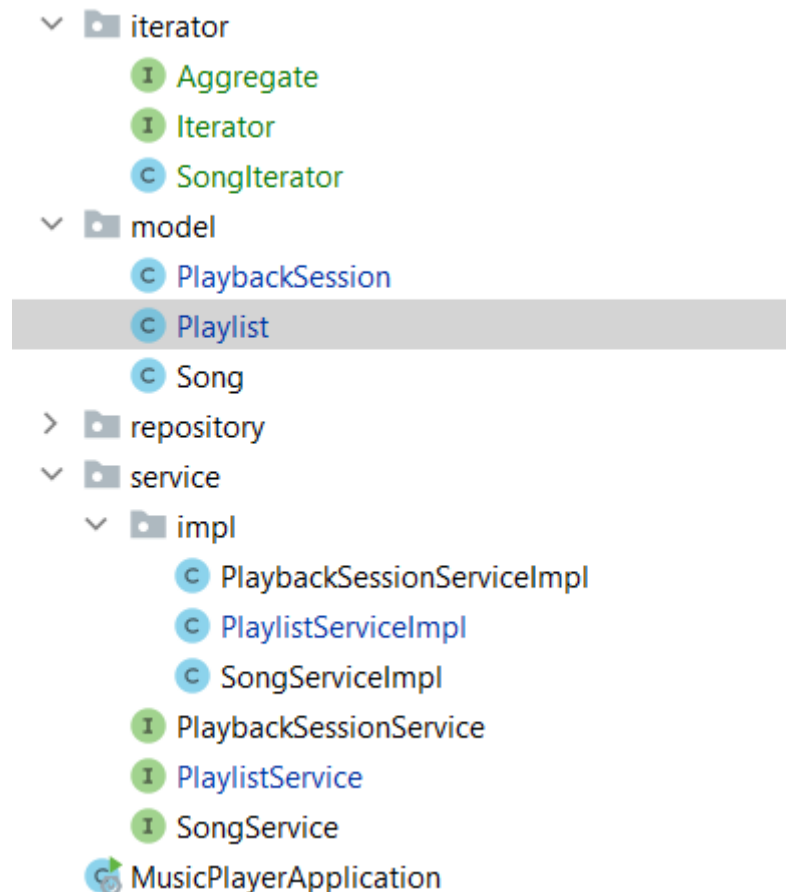 iterator
I Aggregate
I Iterator
C SongIterator
model
C PlaybackSession
C Playlist
C Song
repository
service
impl
C PlaybackSessionServiceImpl
C PlaylistServiceImpl
C SongServiceImpl
I PlaybackSessionService
I PlaylistService
I SongService
C MusicPlayerApplication